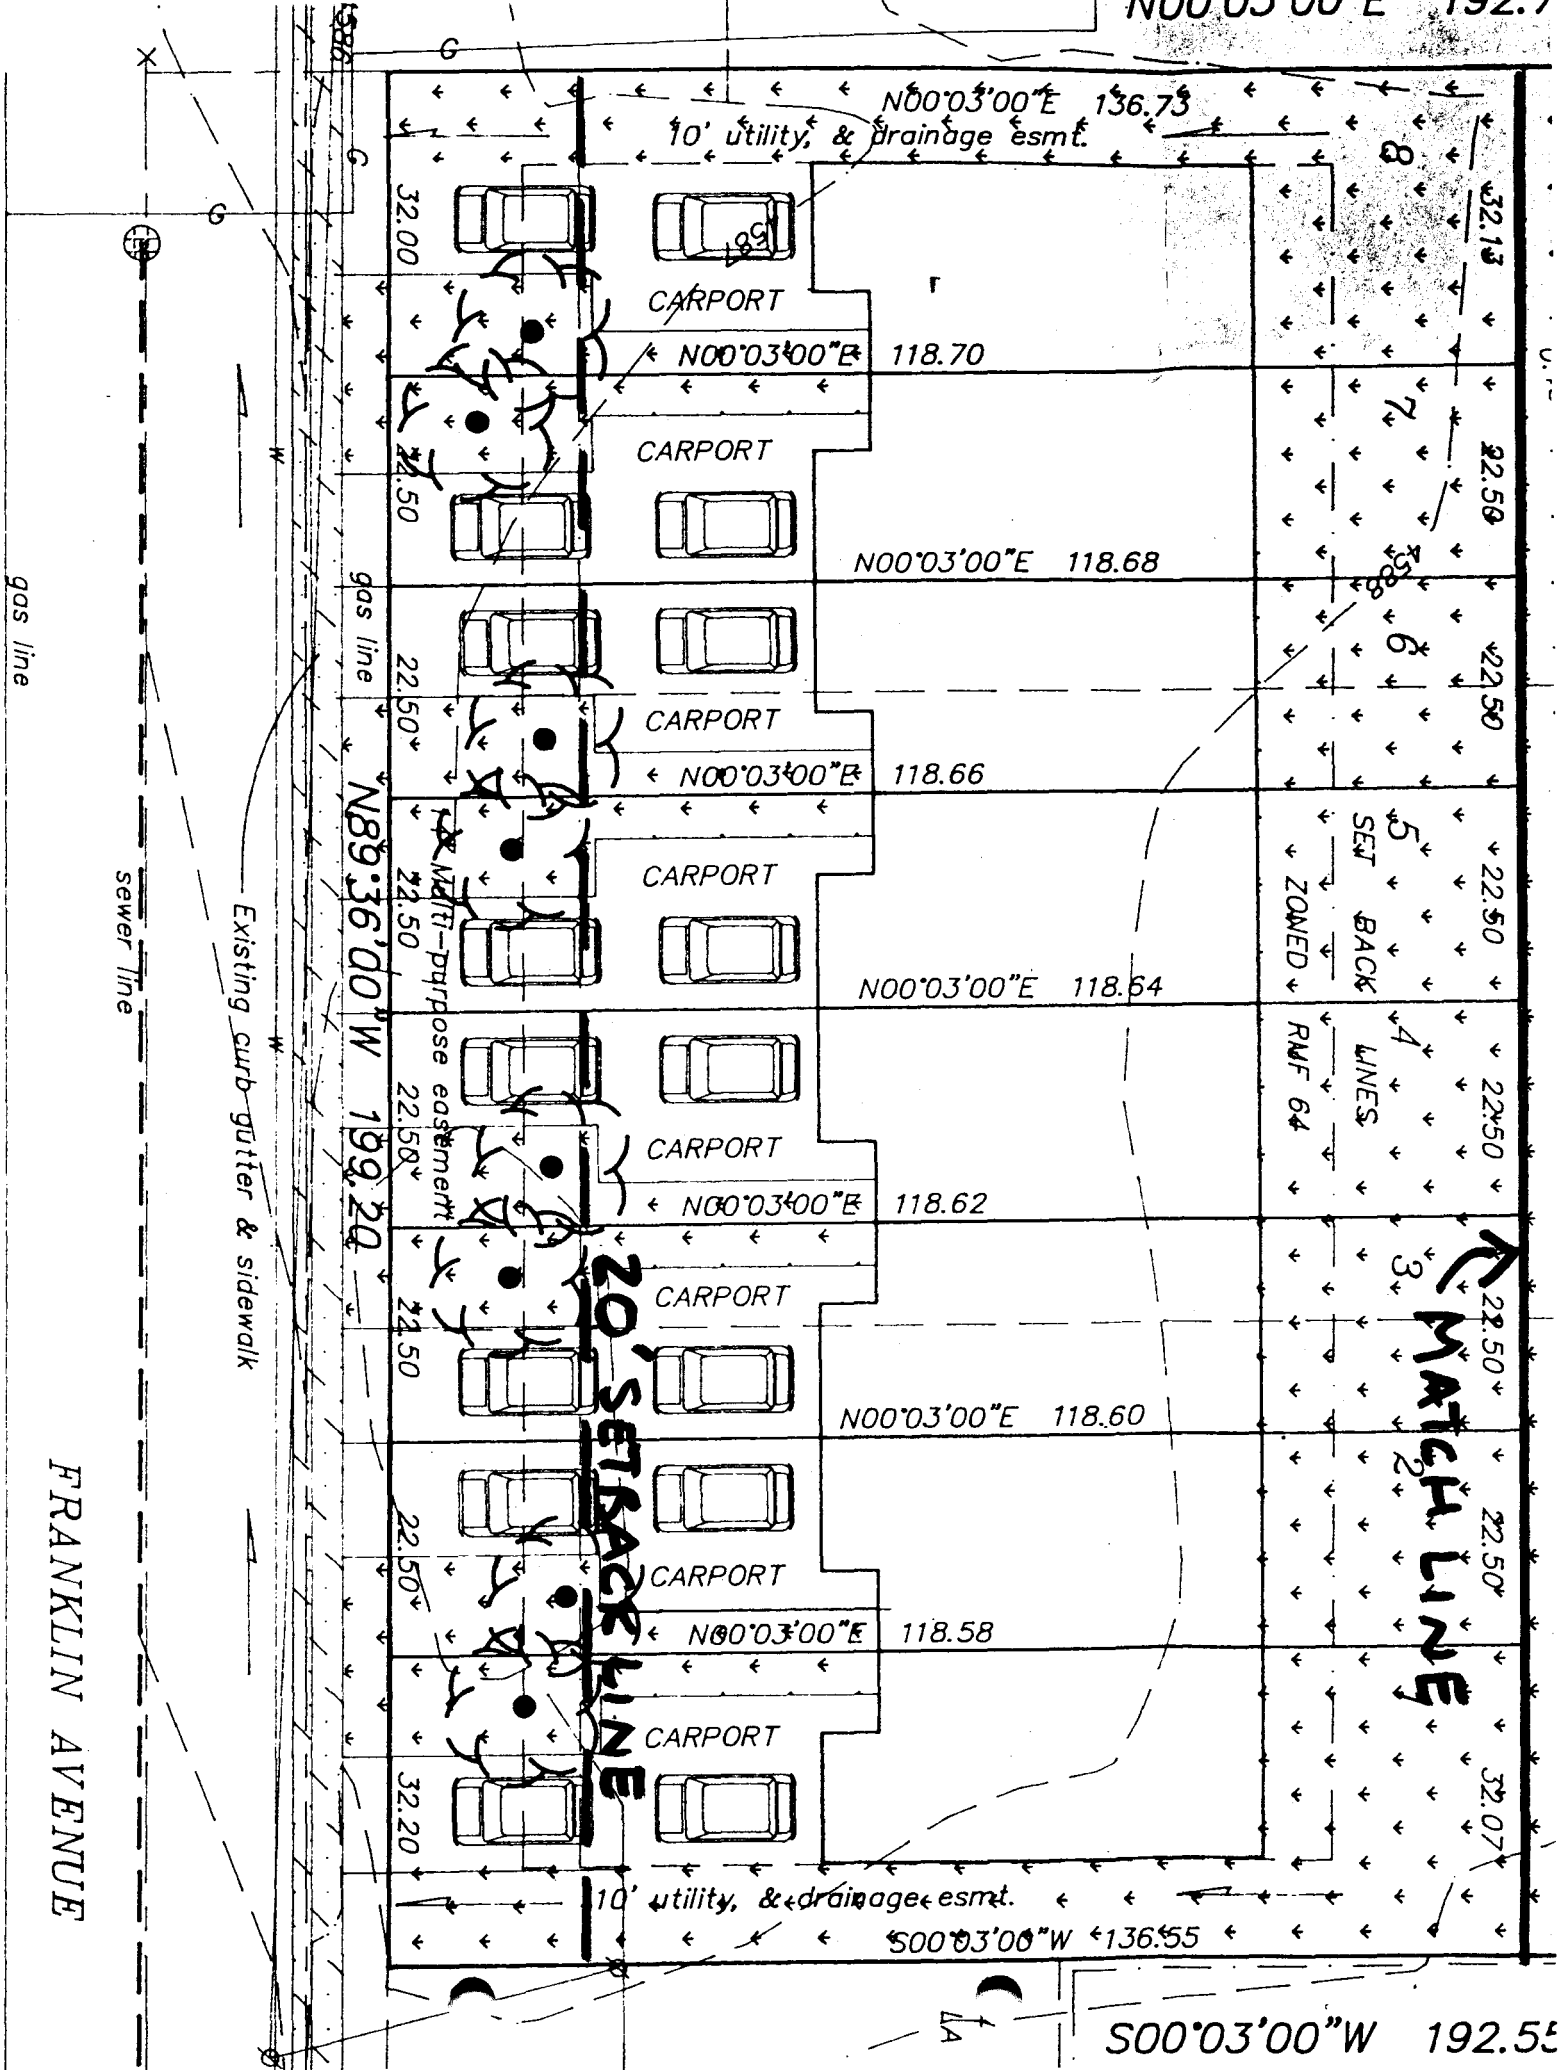 N00°03'00"E 192.7
N00°03'00"E 136.73
10' utility, & drainage esmt.
G
G
G
32.00
CARPORT
N00°03'00"E 118.70
CARPORT
22.50
N00°03'00"E 118.68
gas line
gas line
22.50
CARPORT
N00°03'00"E 118.66
CARPORT
22.50
N00°03'00"E 118.64
22.50
CARPORT
N00°03'00"E 118.62
CARPORT
22.50
N00°03'00"E 118.60
22.50
CARPORT
N00°03'00"E 118.58
CARPORT
32.20
10' utility, & drainage esmt.
S00°03'00"W 136.55
S00°03'00"W 192.55
8
32.13
7
22.50
4587
4588
6
22.50
5
22.50
4
22.50
3
22.50
2
22.50
32.07
SET BACK LINES
ZONED RMF 64
MATCH LINE
20' SETBACK LINE
Multi-purpose easement
N89°36'00"W 199.20
W
W
Existing curb gutter & sidewalk
sewer line
FRANKLIN AVENUE